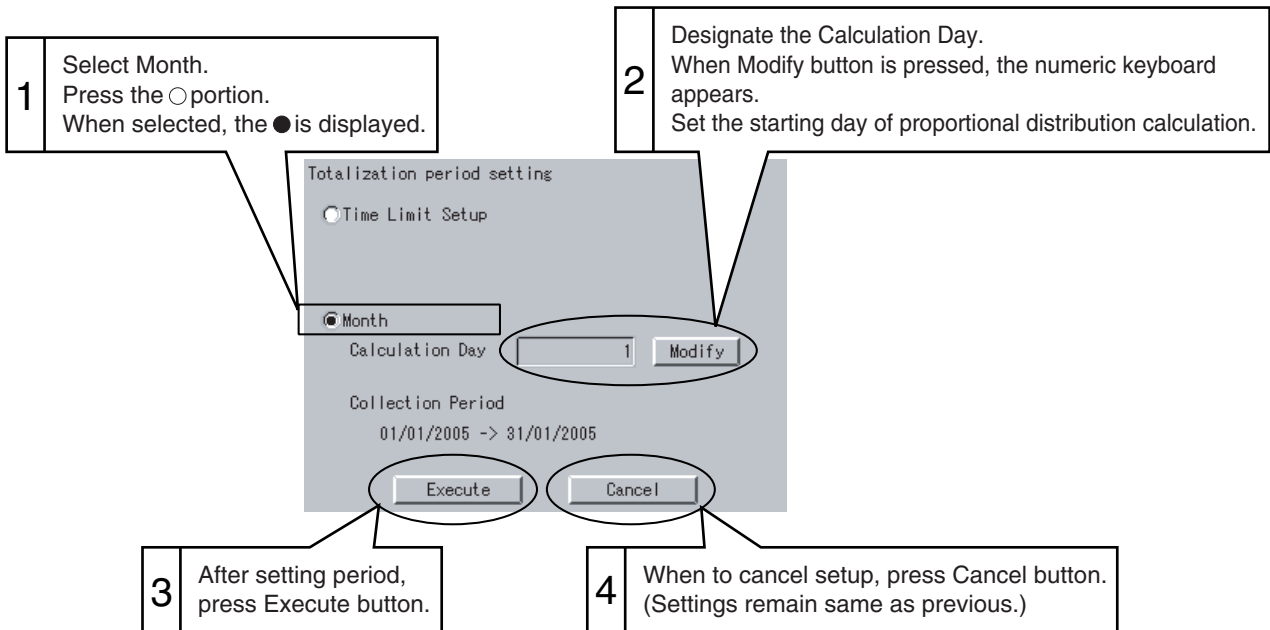 1
Select Month.
Press the ○ portion.
When selected, the ● is displayed.
2
Designate the Calculation Day.
When Modify button is pressed, the numeric keyboard
appears.
Set the starting day of proportional distribution calculation.
Totalization period setting
Time Limit Setup
Month
Calculation Day 1 Modify
Collection Period
01/01/2005 -> 31/01/2005
Execute Cancel
3
After setting period,
press Execute button.
4
When to cancel setup, press Cancel button.
(Settings remain same as previous.)